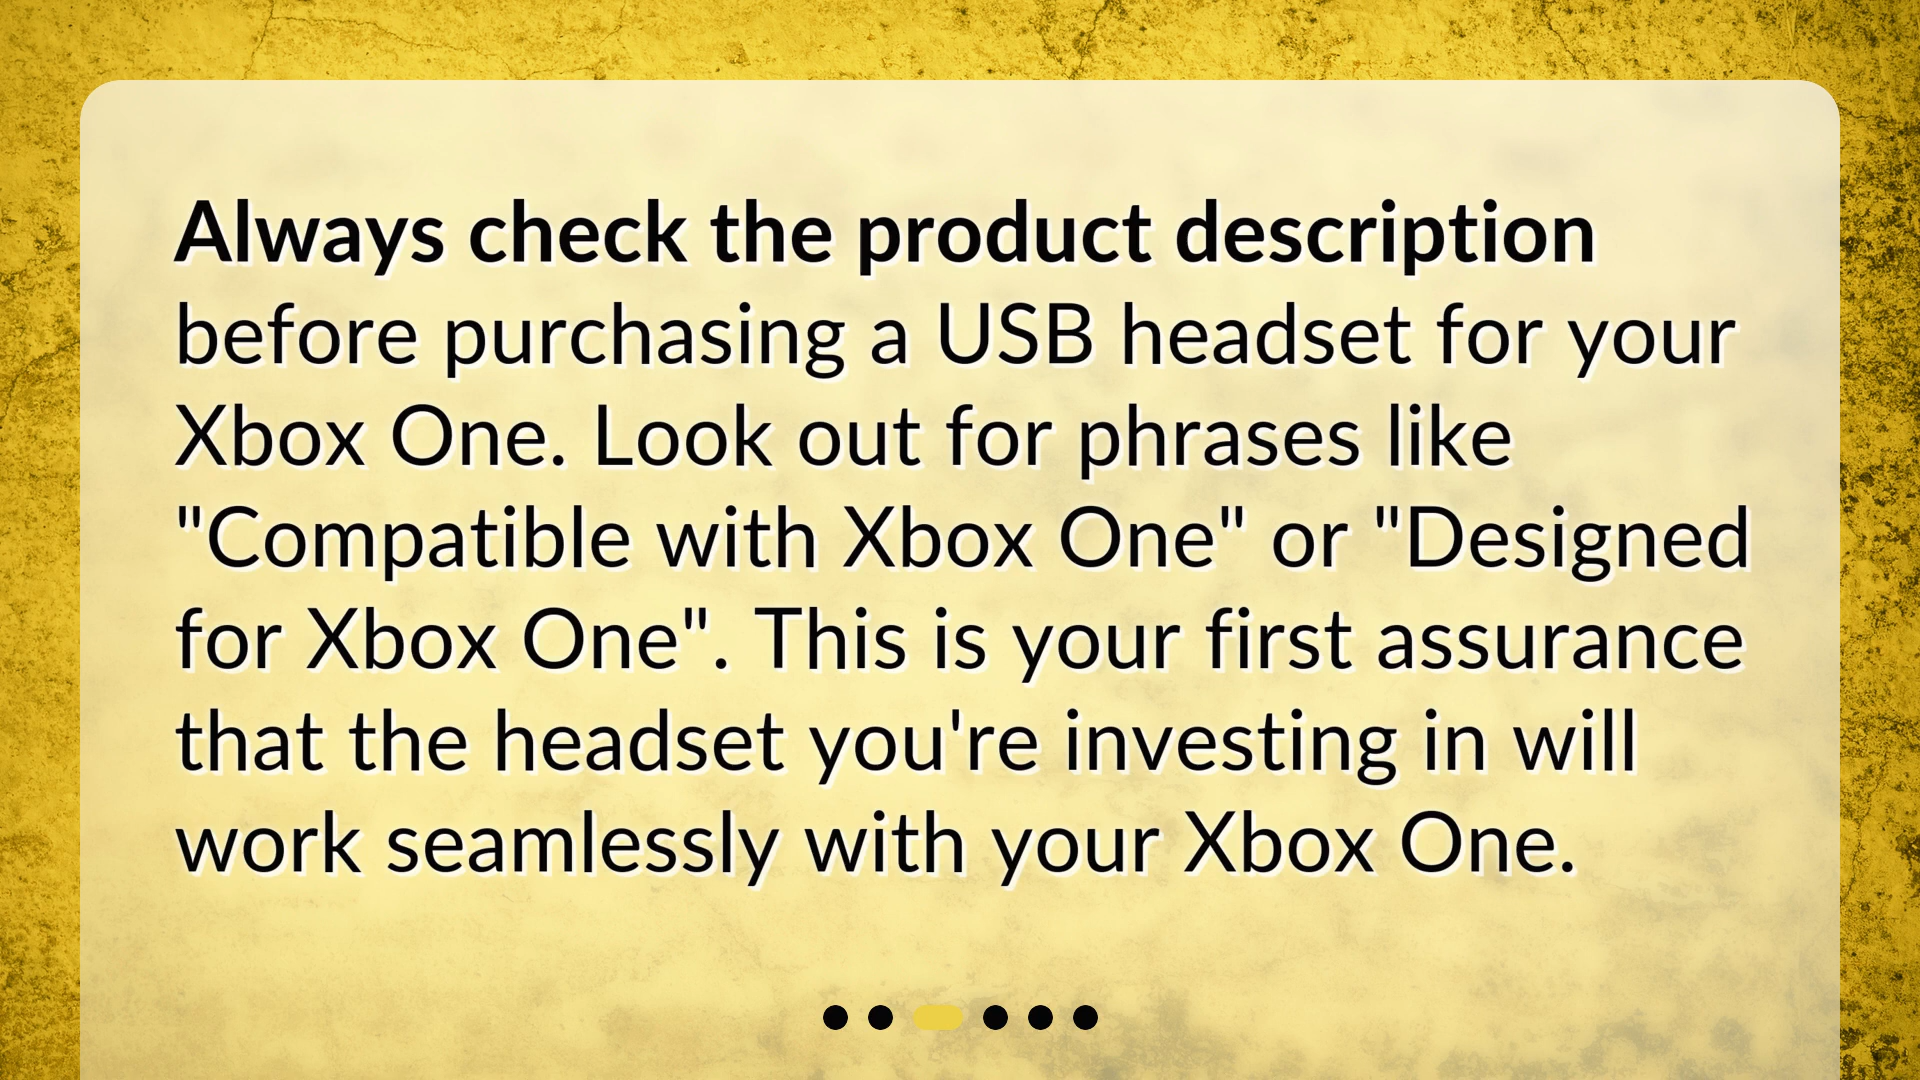 Always check the product description
before purchasing a USB headset for your
Xbox One. Look out for phrases like
"Compatible with Xbox One" or "Designed
for Xbox One". This is your first assurance
that the headset you're investing in will
work seamlessly with your Xbox One.